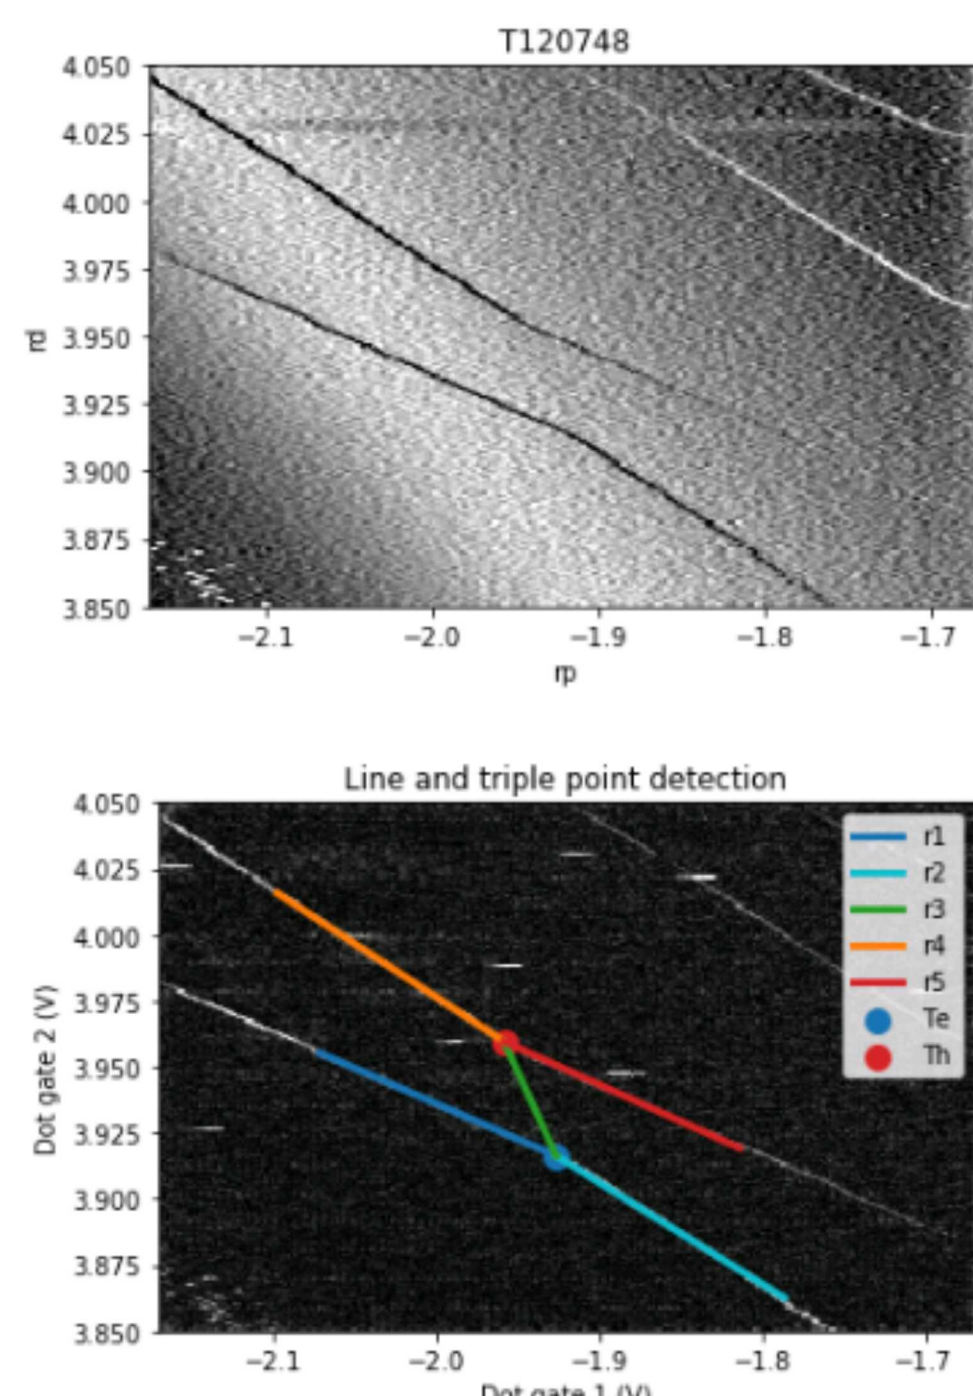 T120748
4.050
4.025
4.000
3.975
3.950
3.925
3.900
3.875
3.850
rd
−2.1 −2.0 −1.9 −1.8 −1.7
rp
Line and triple point detection
4.050
4.025
4.000
3.975
3.950
3.925
3.900
3.875
3.850
Dot gate 2 (V)
r1
r2
r3
r4
r5
Te
Th
−2.1 −2.0 −1.9 −1.8 −1.7
Dot gate 1 (V)